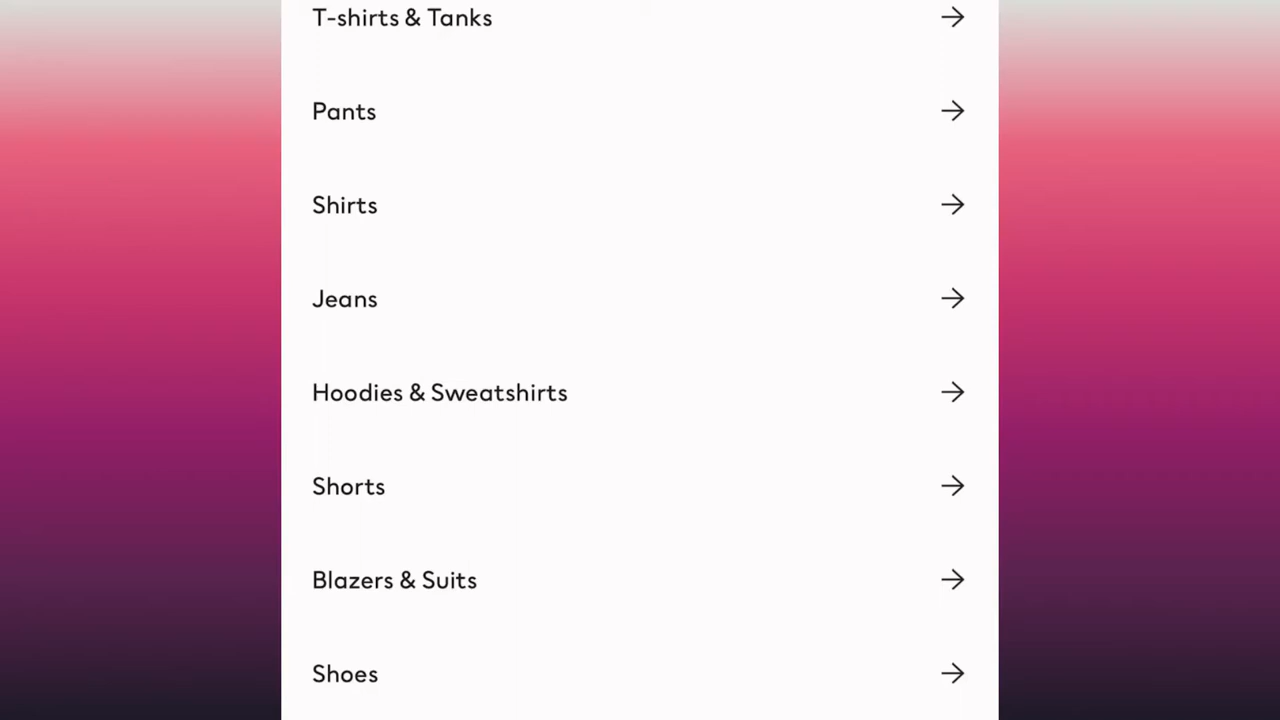 T-shirts & Tanks
Pants
Shirts
Jeans
Hoodies & Sweatshirts
Shorts
Blazers & Suits
Shoes